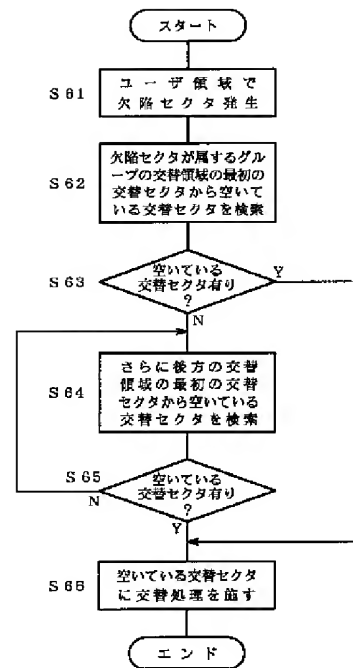 スタート
S61
ユーザ領域で
欠陥セクタ発生
S62
欠陥セクタが属するグル
ープの交替領域の最初の
交替セクタから空いて
いる交替セクタを検索
S63
空いている
交替セクタ有り
?
Y
N
S64
さらに後方の交替
領域の最初の交替
セクタから空いている
交替セクタを検索
S65
空いている
交替セクタ有り
?
N
Y
S66
空いている交替セクタ
に交替処理を施す
エンド